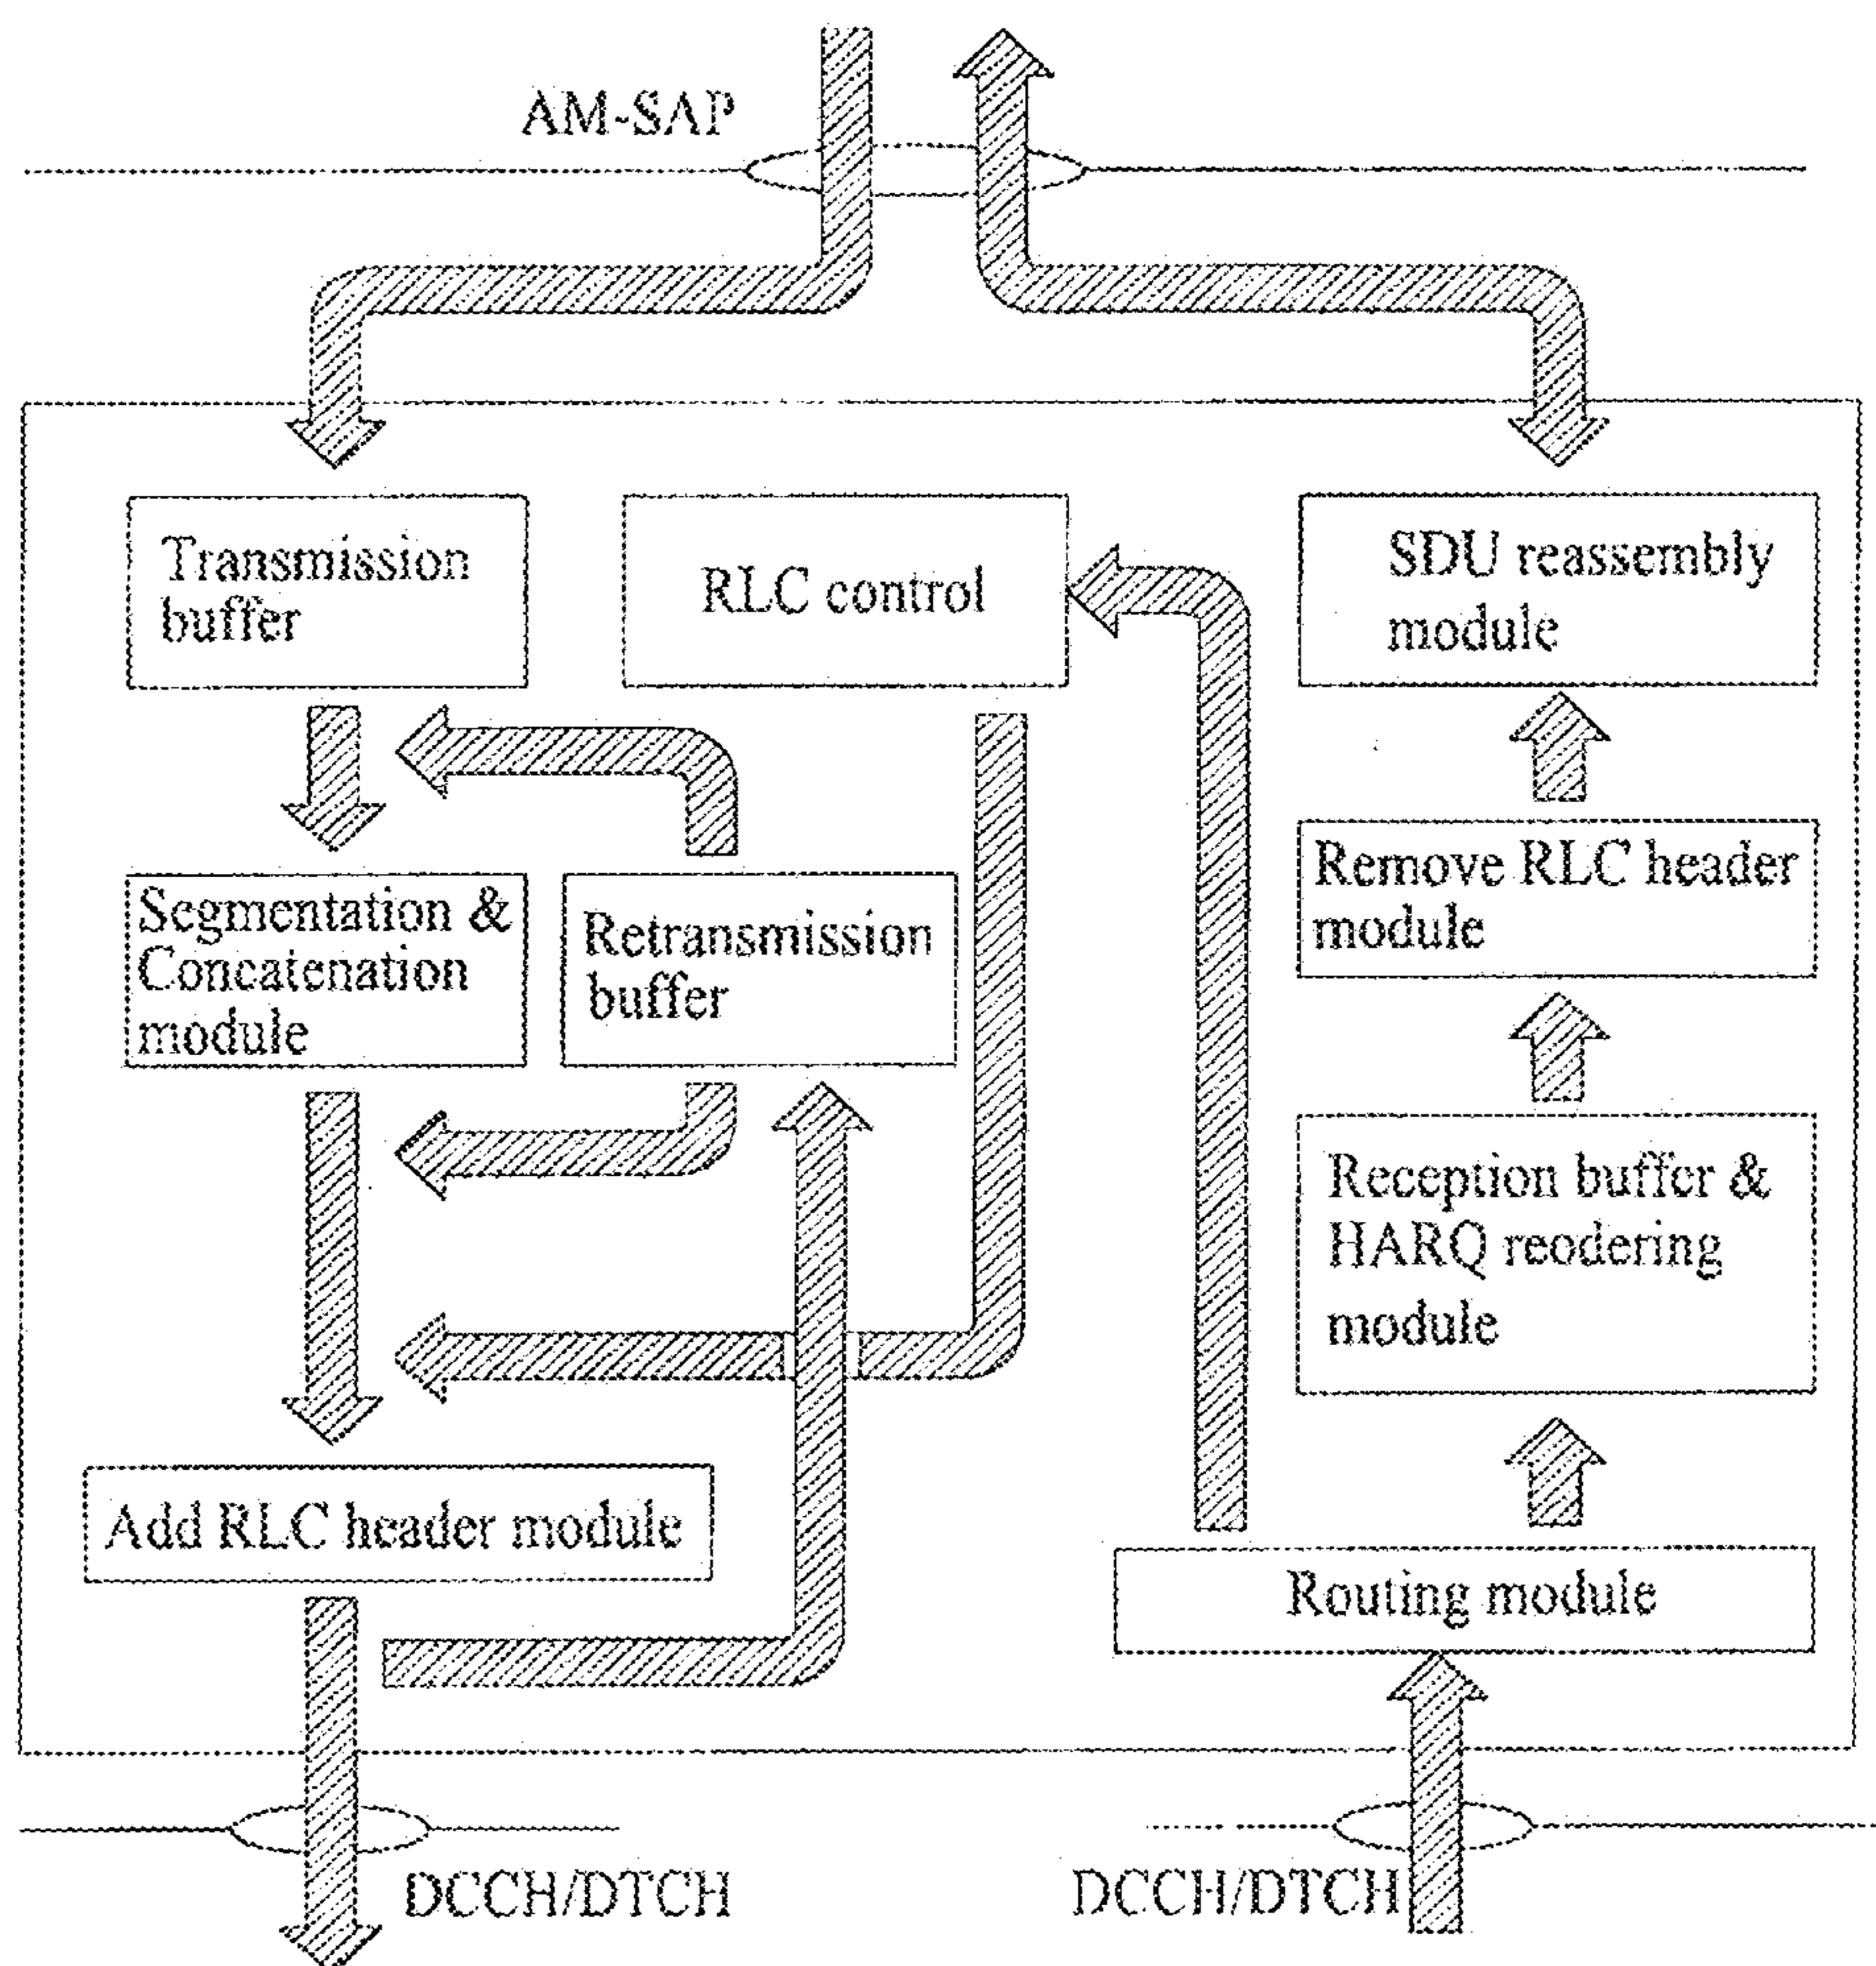 AM-SAP
Transmission
buffer
RLC control
SDU reassembly
module
Segmentation &
Concatenation
module
Retransmission
buffer
Remove RLC header
module
Reception buffer &
HARQ reodering
module
Add RLC header module
Routing module
DCCH/DTCH
DCCH/DTCH